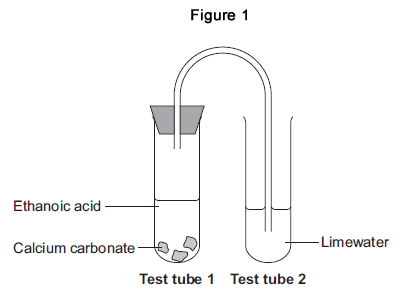 Figure 1
Ethanoic acid
Calcium carbonate
Limewater
Test tube 1 Test tube 2